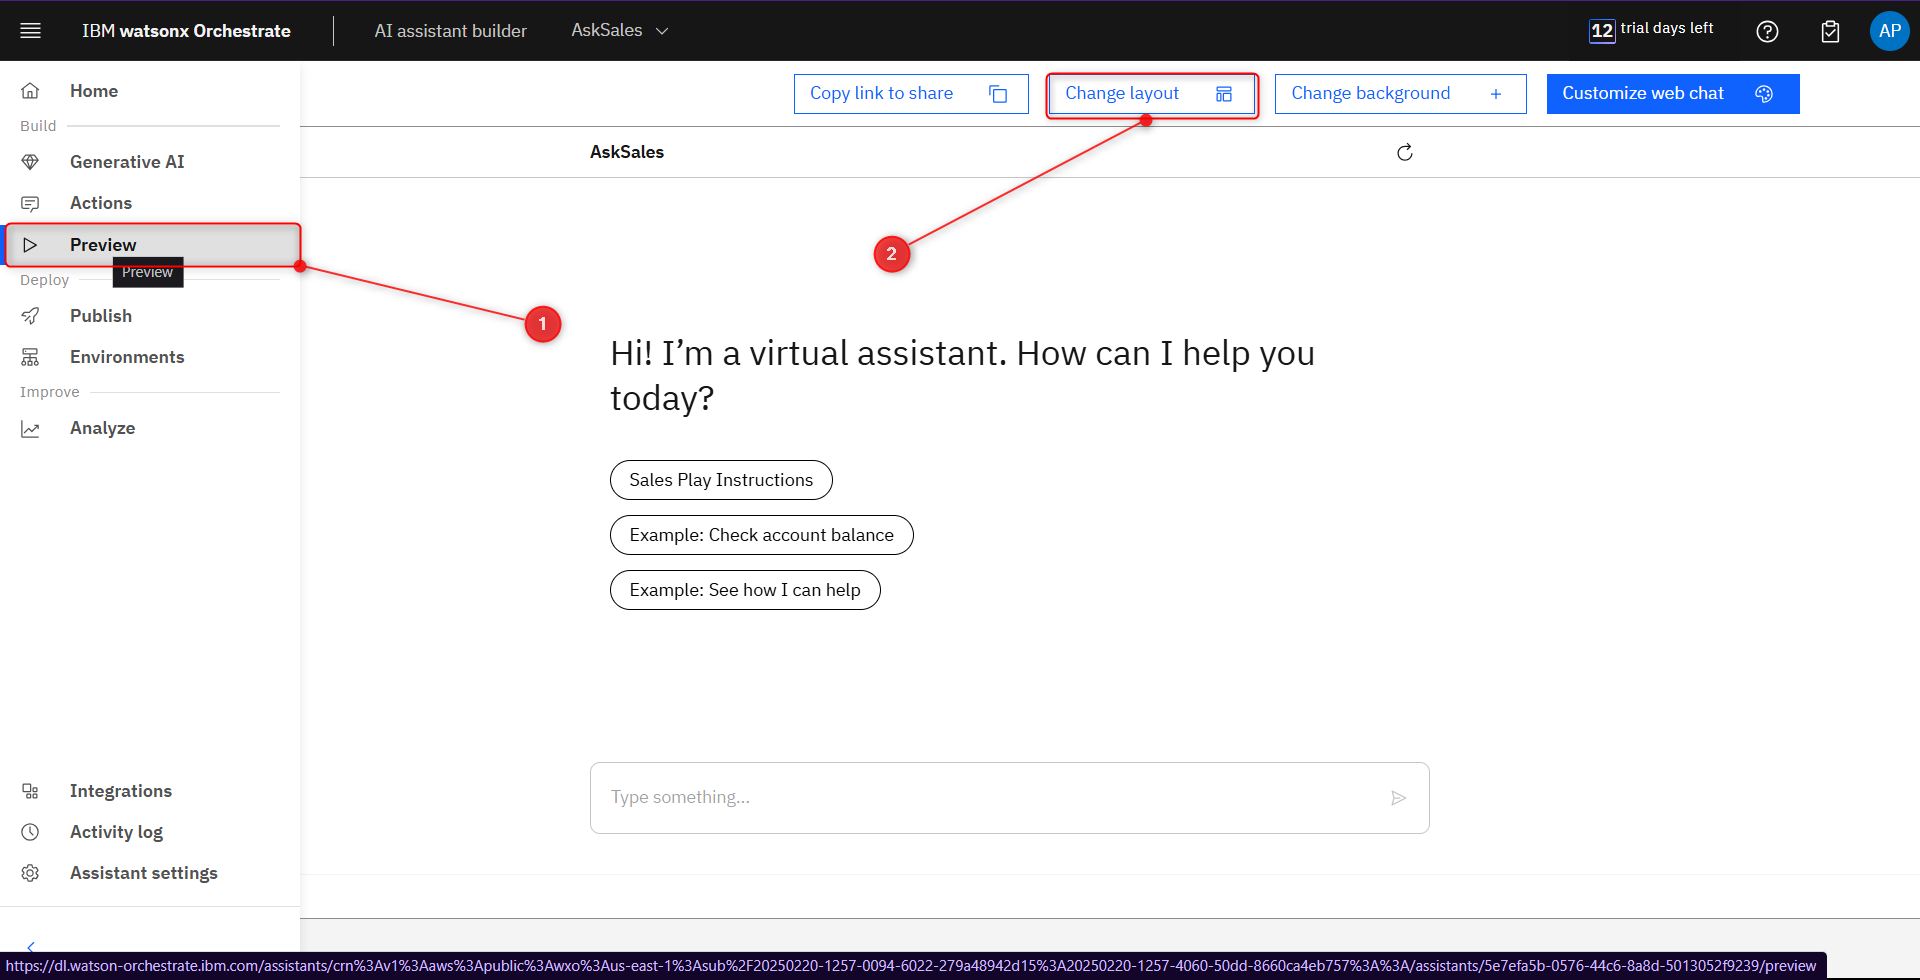 IBM watsonx Orchestrate
AI assistant builder
AskSales
12 trial days left
AP
Home
Build
Generative AI
Actions
Preview
Preview
Deploy
Publish
Environments
Improve
Analyze
Integrations
Activity log
Assistant settings
Copy link to share
Change layout
Change background
Customize web chat
AskSales
2
1
Hi! I’m a virtual assistant. How can I help you
today?
Sales Play Instructions
Example: Check account balance
Example: See how I can help
Type something...
https://dl.watson-orchestrate.ibm.com/assistants/crn%3Av1%3Aaws%3Apublic%3Awxo%3Aus-east-1%3Asub%2F20250220-1257-0094-6022-279a48942d15%3A20250220-1257-4060-50dd-8660ca4eb757%3A%3A/assistants/5e7efa5b-0576-44c6-8a8d-5013052f9239/preview